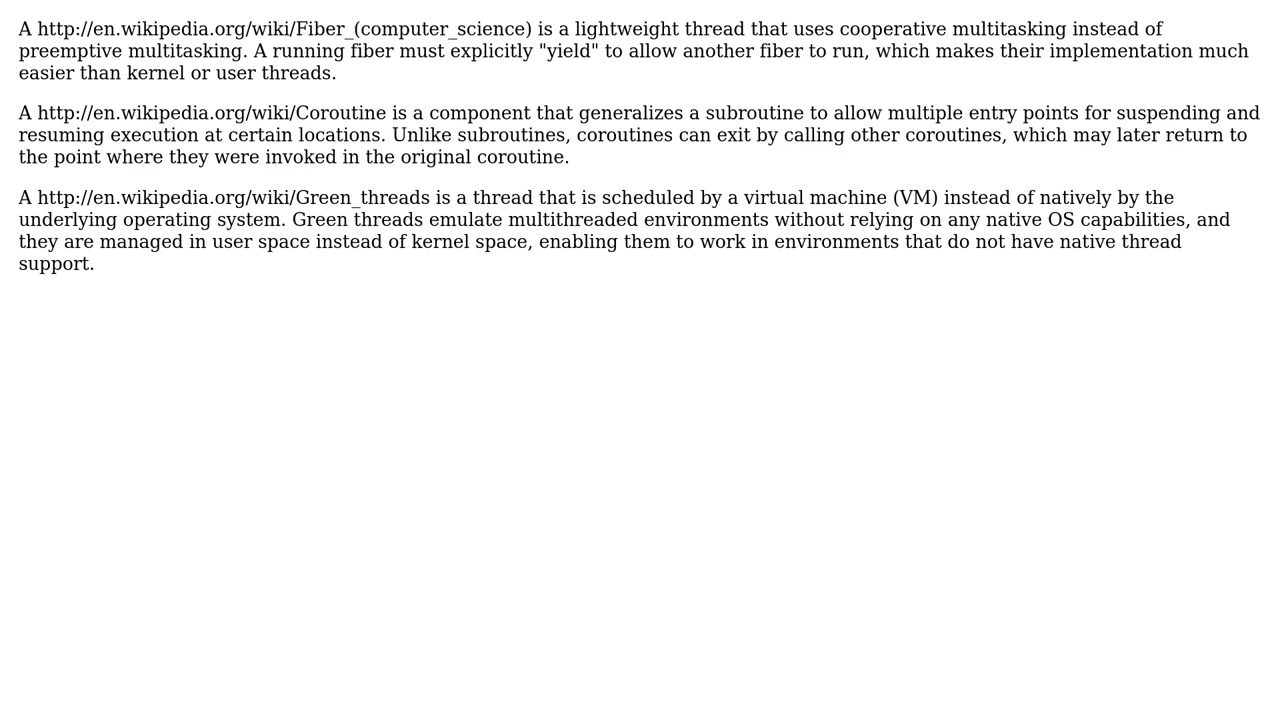 A http://en.wikipedia.org/wiki/Fiber_(computer_science) is a lightweight thread that uses cooperative multitasking instead of
preemptive multitasking. A running fiber must explicitly "yield" to allow another fiber to run, which makes their implementation much
easier than kernel or user threads.
A http://en.wikipedia.org/wiki/Coroutine is a component that generalizes a subroutine to allow multiple entry points for suspending and
resuming execution at certain locations. Unlike subroutines, coroutines can exit by calling other coroutines, which may later return to
the point where they were invoked in the original coroutine.
A http://en.wikipedia.org/wiki/Green_threads is a thread that is scheduled by a virtual machine (VM) instead of natively by the
underlying operating system. Green threads emulate multithreaded environments without relying on any native OS capabilities, and
they are managed in user space instead of kernel space, enabling them to work in environments that do not have native thread
support.